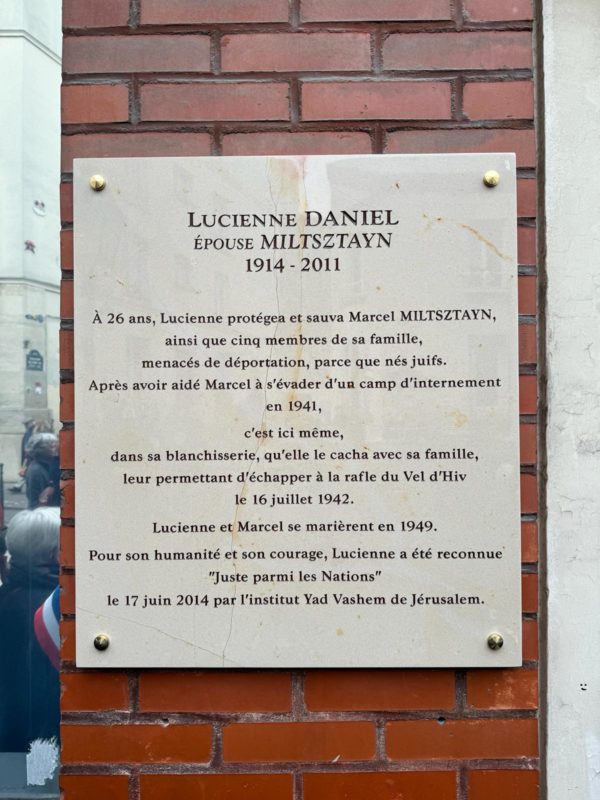 LUCIENNE DANIEL
ÉPOUSE MILTSZTAYN
1914 - 2011
À 26 ans, Lucienne protégea et sauva Marcel MILTSZTAYN,
ainsi que cinq membres de sa famille,
menacés de déportation, parce que nés juifs.
Après avoir aidé Marcel à s'évader d'un camp d'internement
en 1941,
c'est ici même,
dans sa blanchisserie, qu'elle le cacha avec sa famille,
leur permettant d'échapper à la rafle du Vel d'Hiv
le 16 juillet 1942.
Lucienne et Marcel se marièrent en 1949.
Pour son humanité et son courage, Lucienne a été reconnue
"Juste parmi les Nations"
le 17 juin 2014 par l'institut Yad Vashem de Jérusalem.